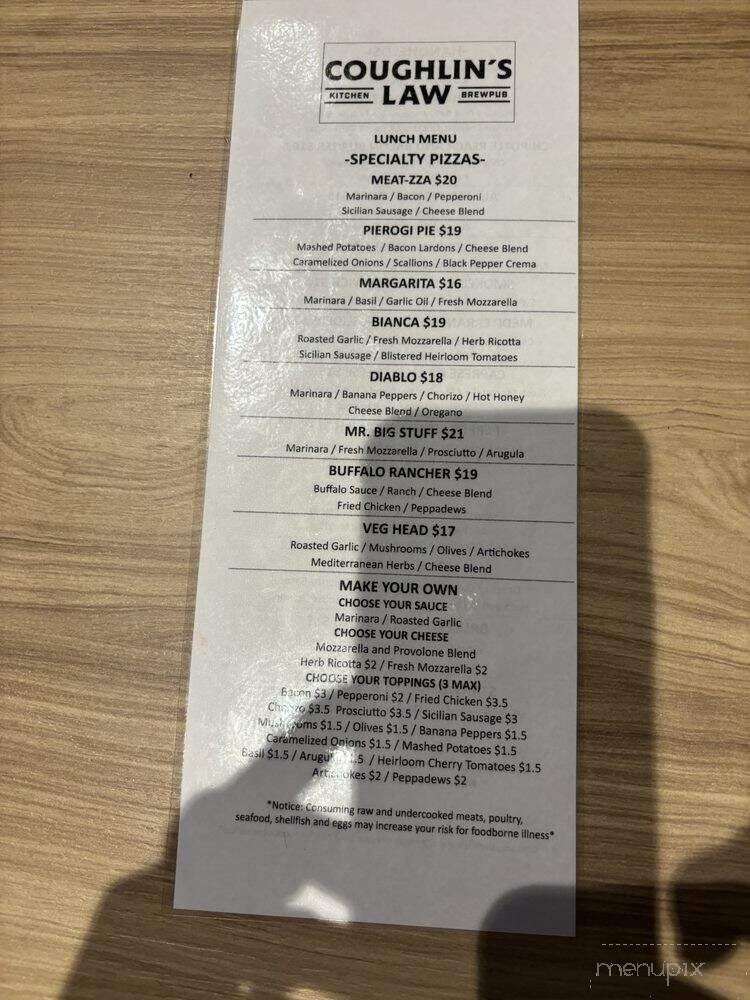 COUGHLIN'S
KITCHEN LAW BREWPUB
LUNCH MENU
-SPECIALTY PIZZAS-
MEAT-ZZA $20
Marinara / Bacon / Pepperoni
Sicilian Sausage / Cheese Blend
PIEROGI PIE $19
Mashed Potatoes / Bacon Lardons / Cheese Blend
Caramelized Onions / Scallions / Black Pepper Crema
MARGARITA $16
Marinara / Basil / Garlic Oil / Fresh Mozzarella
BIANCA $19
Roasted Garlic / Fresh Mozzarella / Herb Ricotta
Sicilian Sausage / Blistered Heirloom Tomatoes
DIABLO $18
Marinara / Banana Peppers / Chorizo / Hot Honey
Cheese Blend / Oregano
MR. BIG STUFF $21
Marinara / Fresh Mozzarella / Prosciutto / Arugula
BUFFALO RANCHER $19
Buffalo Sauce / Ranch / Cheese Blend
Fried Chicken / Peppadews
VEG HEAD $17
Roasted Garlic / Mushrooms / Olives / Artichokes
Mediterranean Herbs / Cheese Blend
MAKE YOUR OWN
CHOOSE YOUR SAUCE
Marinara / Roasted Garlic
CHOOSE YOUR CHEESE
Mozzarella and Provolone Blend
Herb Ricotta $2 / Fresh Mozzarella $2
CHOOSE YOUR TOPPINGS (3 MAX)
Bacon $3 / Pepperoni $2 / Fried Chicken $3.5
Chorizo $3.5 Prosciutto $3.5 / Sicilian Sausage $3
Mushrooms $1.5 / Olives $1.5 / Banana Peppers $1.5
Caramelized Onions $1.5 / Mashed Potatoes $1.5
Basil $1.5 / Arugula $1.5 / Heirloom Cherry Tomatoes $1.5
Artichokes $2 / Peppadews $2
*Notice: Consuming raw and undercooked meats, poultry,
seafood, shellfish and eggs may increase your risk for foodborne illness*
menupix